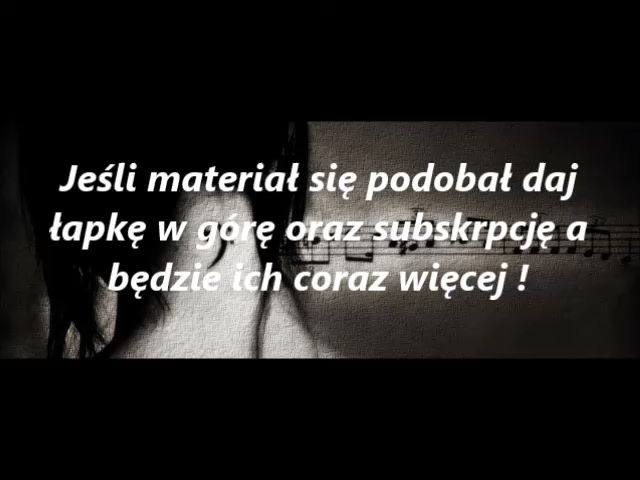 Jeśli materiał się podobał daj
łapkę w górę oraz subskrpcję a
będzie ich coraz więcej !